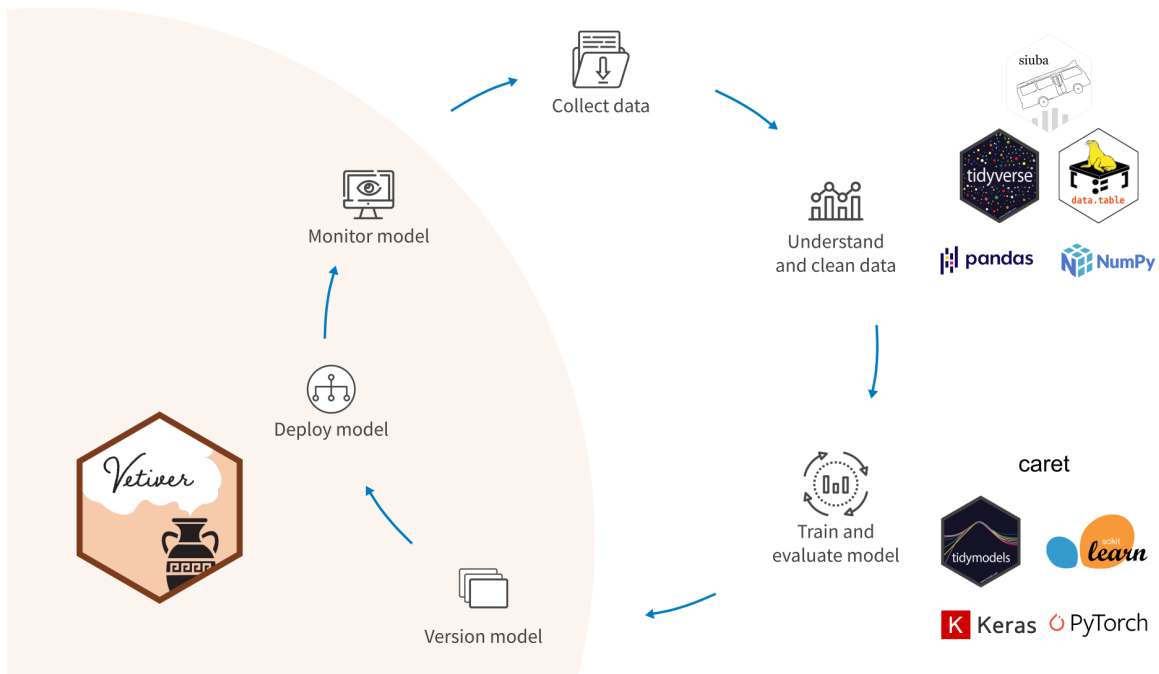 Collect data
siuba
tidyverse
data.table
Understand
and clean data
pandas
NumPy
Monitor model
Deploy model
Vetiver
caret
Train and
evaluate model
tidymodels
scikit
learn
Version model
K Keras
PyTorch